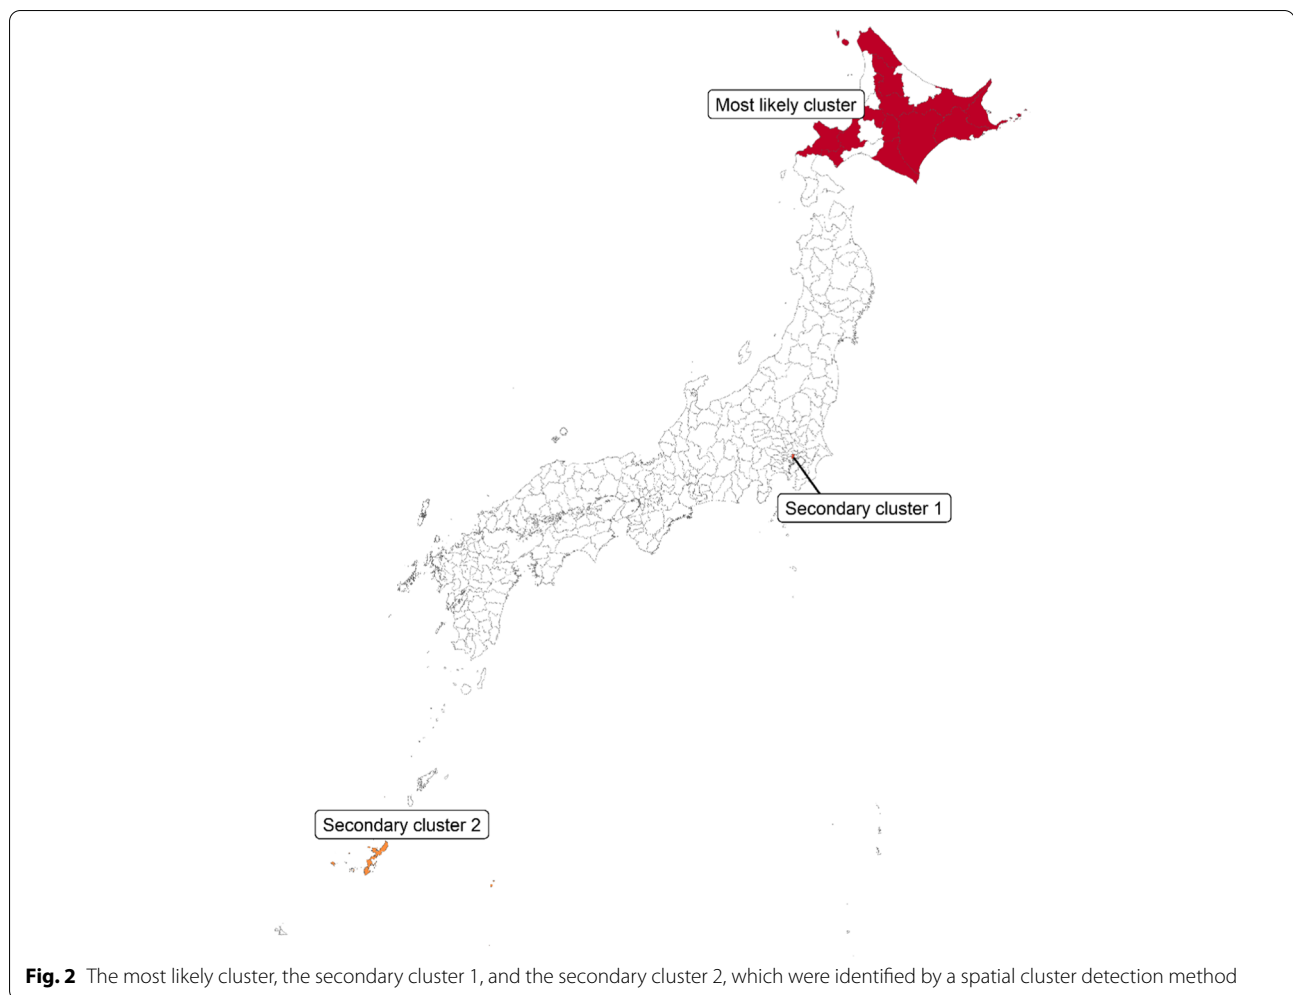 Most likely cluster
Secondary cluster 1
Secondary cluster 2
Fig. 2 The most likely cluster, the secondary cluster 1, and the secondary cluster 2, which were identified by a spatial cluster detection method